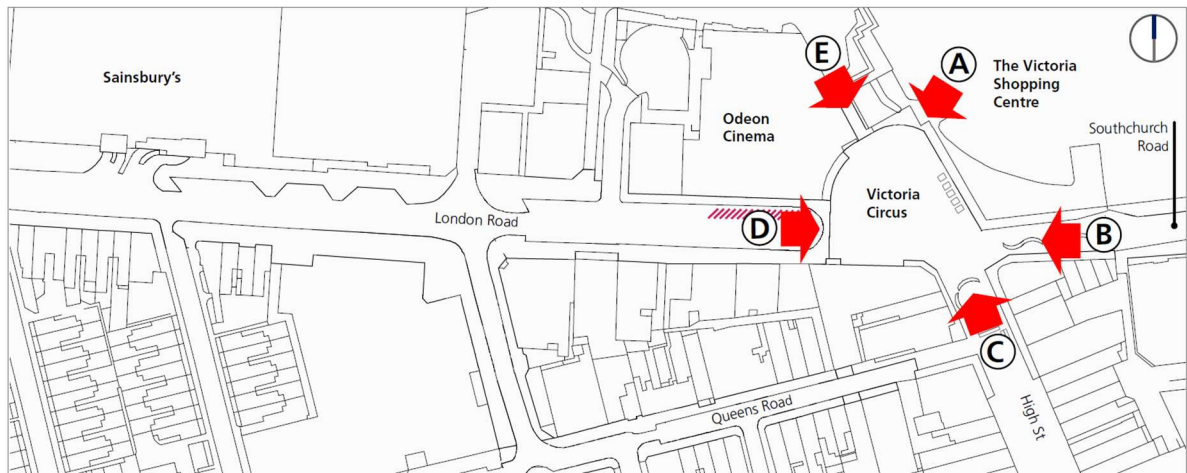 Sainsbury's
E
A
The Victoria
Shopping
Centre
Odeon
Cinema
Southchurch
Road
Victoria
Circus
London Road
D
B
C
Queens Road
High St